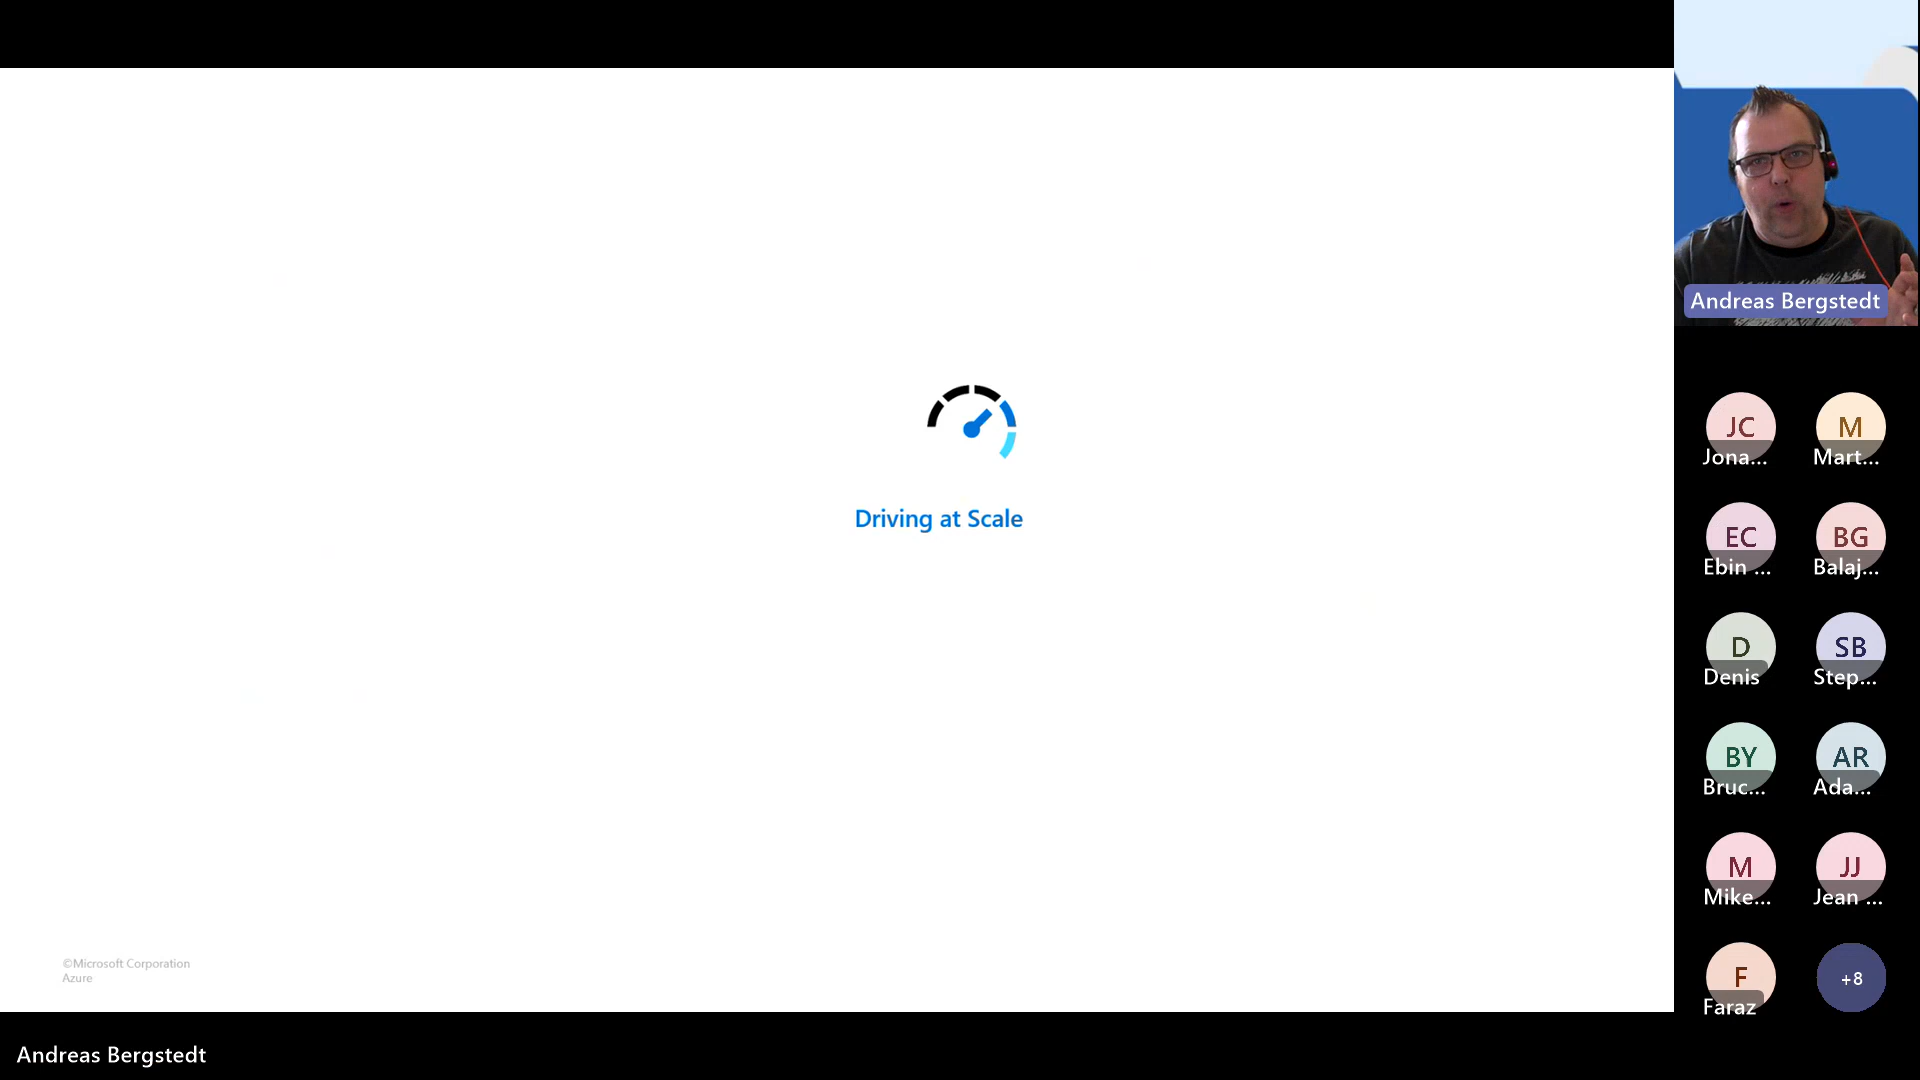 Driving at Scale
©Microsoft Corporation
Azure
Andreas Bergstedt
Andreas Bergstedt
JC
Jona...
M
Mart...
EC
Ebin ...
BG
Balaj...
D
Denis
SB
Step...
BY
Bruc...
AR
Ada...
M
Mike...
JJ
Jean ...
F
Faraz
+8